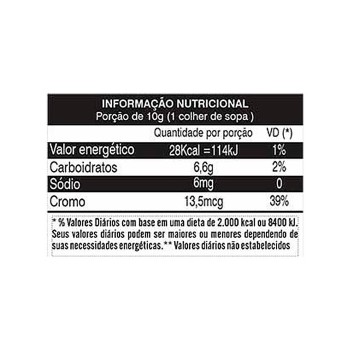 INFORMAÇÃO NUTRICIONAL
Porção de 10g (1 colher de sopa )
Quantidade por porção VD (*)
Valor energético 28Kcal =114kJ 1%
Carboidratos 6,6g 2%
Sódio 6mg 0
Cromo 13,5mcg 39%
* % Valores Diários com base em uma dieta de 2.000 kcal ou 8400 kJ.
Seus valores diários podem ser maiores ou menores dependendo de
suas necessidades energéticas.** Valores diários não estabelecidos